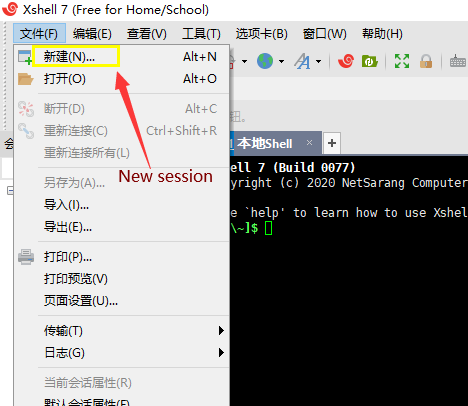 Xshell 7 (Free for Home/School)
文件(F) 编辑(E) 查看(V) 工具(T) 选项卡(B) 窗口(W) 帮助(H)
新建(N)... Alt+N
打开(O) Alt+O
断开(D) Alt+C
重新连接(C) Ctrl+Shift+R
重新连接所有(L)
另存为(A)...
导入(I)...
导出(E)...
打印(P)...
打印预览(V)
页面设置(U)...
传输(T)
日志(G)
当前会话属性(R)
默认会话属性(F)
New session
钮。
会
1 本地Shell × +
ell 7 (Build 0077)
yright (c) 2020 NetSarang Computer
e `help' to learn how to use Xshel
\~]$